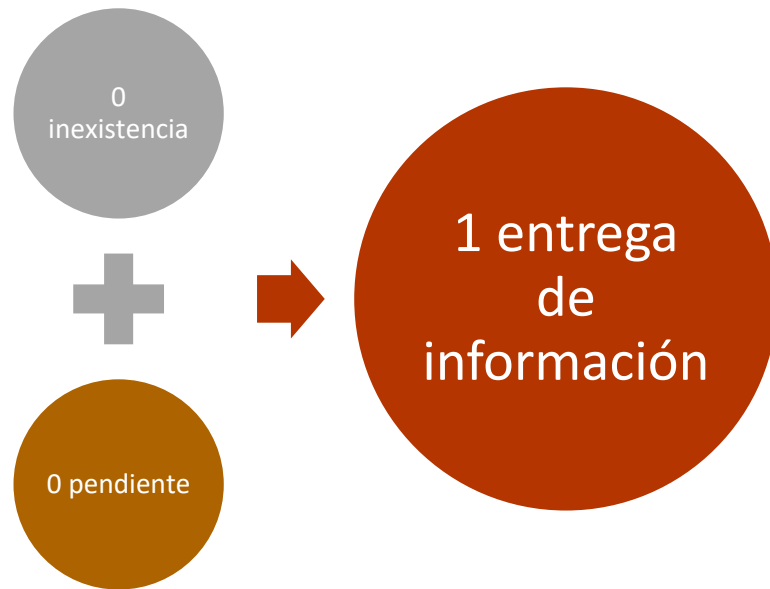 0
inexistencia
0 pendiente
1 entrega
de
información